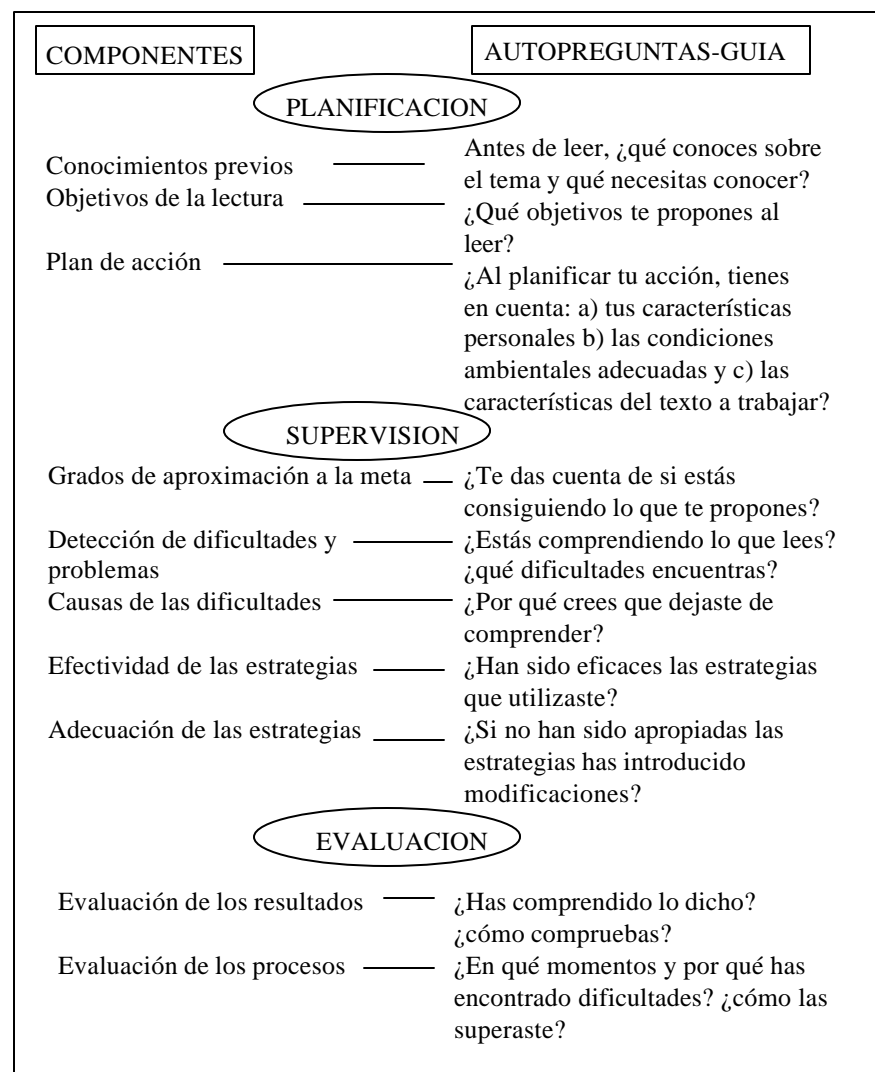 COMPONENTES AUTOPREGUNTAS-GUIA
PLANIFICACION
Conocimientos previos
Antes de leer, ¿qué conoces sobre
el tema y qué necesitas conocer?
Objetivos de la lectura
¿Qué objetivos te propones al
leer?
Plan de acción
¿Al planificar tu acción, tienes
en cuenta: a) tus característicias
personales b) las condiciones
ambientales adecuadas y c) las
características del texto a trabajar?
SUPERVISION
Grados de aproximación a la meta
¿Te das cuenta de si estás
consiguiendo lo que te propones?
Detección de dificultades y
problemas
¿Estás comprendiendo lo que lees?
¿qué dificultades encuentras?
Causas de las dificultades
¿Por qué crees que dejaste de
comprender?
Efectividad de las estrategias
¿Han sido eficaces las estrategias
que utilizaste?
Adecuación de las estrategias
¿Si no han sido apropiadas las
estrategias has introducido
modificaciones?
EVALUACION
Evaluación de los resultados
¿Has comprendido lo dicho?
¿cómo compruebas?
Evaluación de los procesos
¿En qué momentos y por qué has
encontrado dificultades? ¿cómo las
superaste?